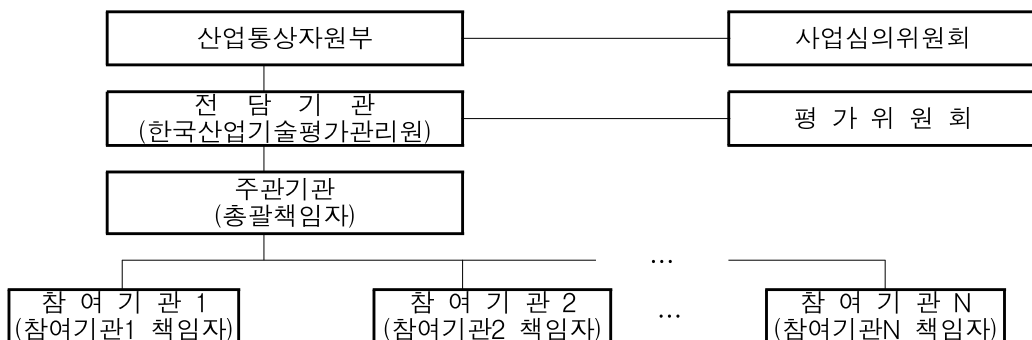 산업통상자원부
사업심의위원회
전 담 기 관
(한국산업기술평가관리원)
평 가 위 원 회
주관기관
(총괄책임자)
...
참 여 기 관 1
(참여기관1 책임자)
참 여 기 관 2
(참여기관2 책임자)
...
참 여 기 관 N
(참여기관N 책임자)